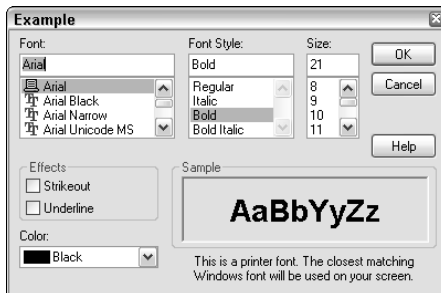 Example
Font:
Font Style:
Size:
Arial
Bold
21
OK
Arial
Arial Black
Arial Narrow
Arial Unicode MS
Regular
Italic
Bold
Bold Italic
8
9
10
11
Cancel
Help
Effects
Strikeout
Underline
Sample
AaBbYyZz
Color:
Black
This is a printer font. The closest matching
Windows font will be used on your screen.